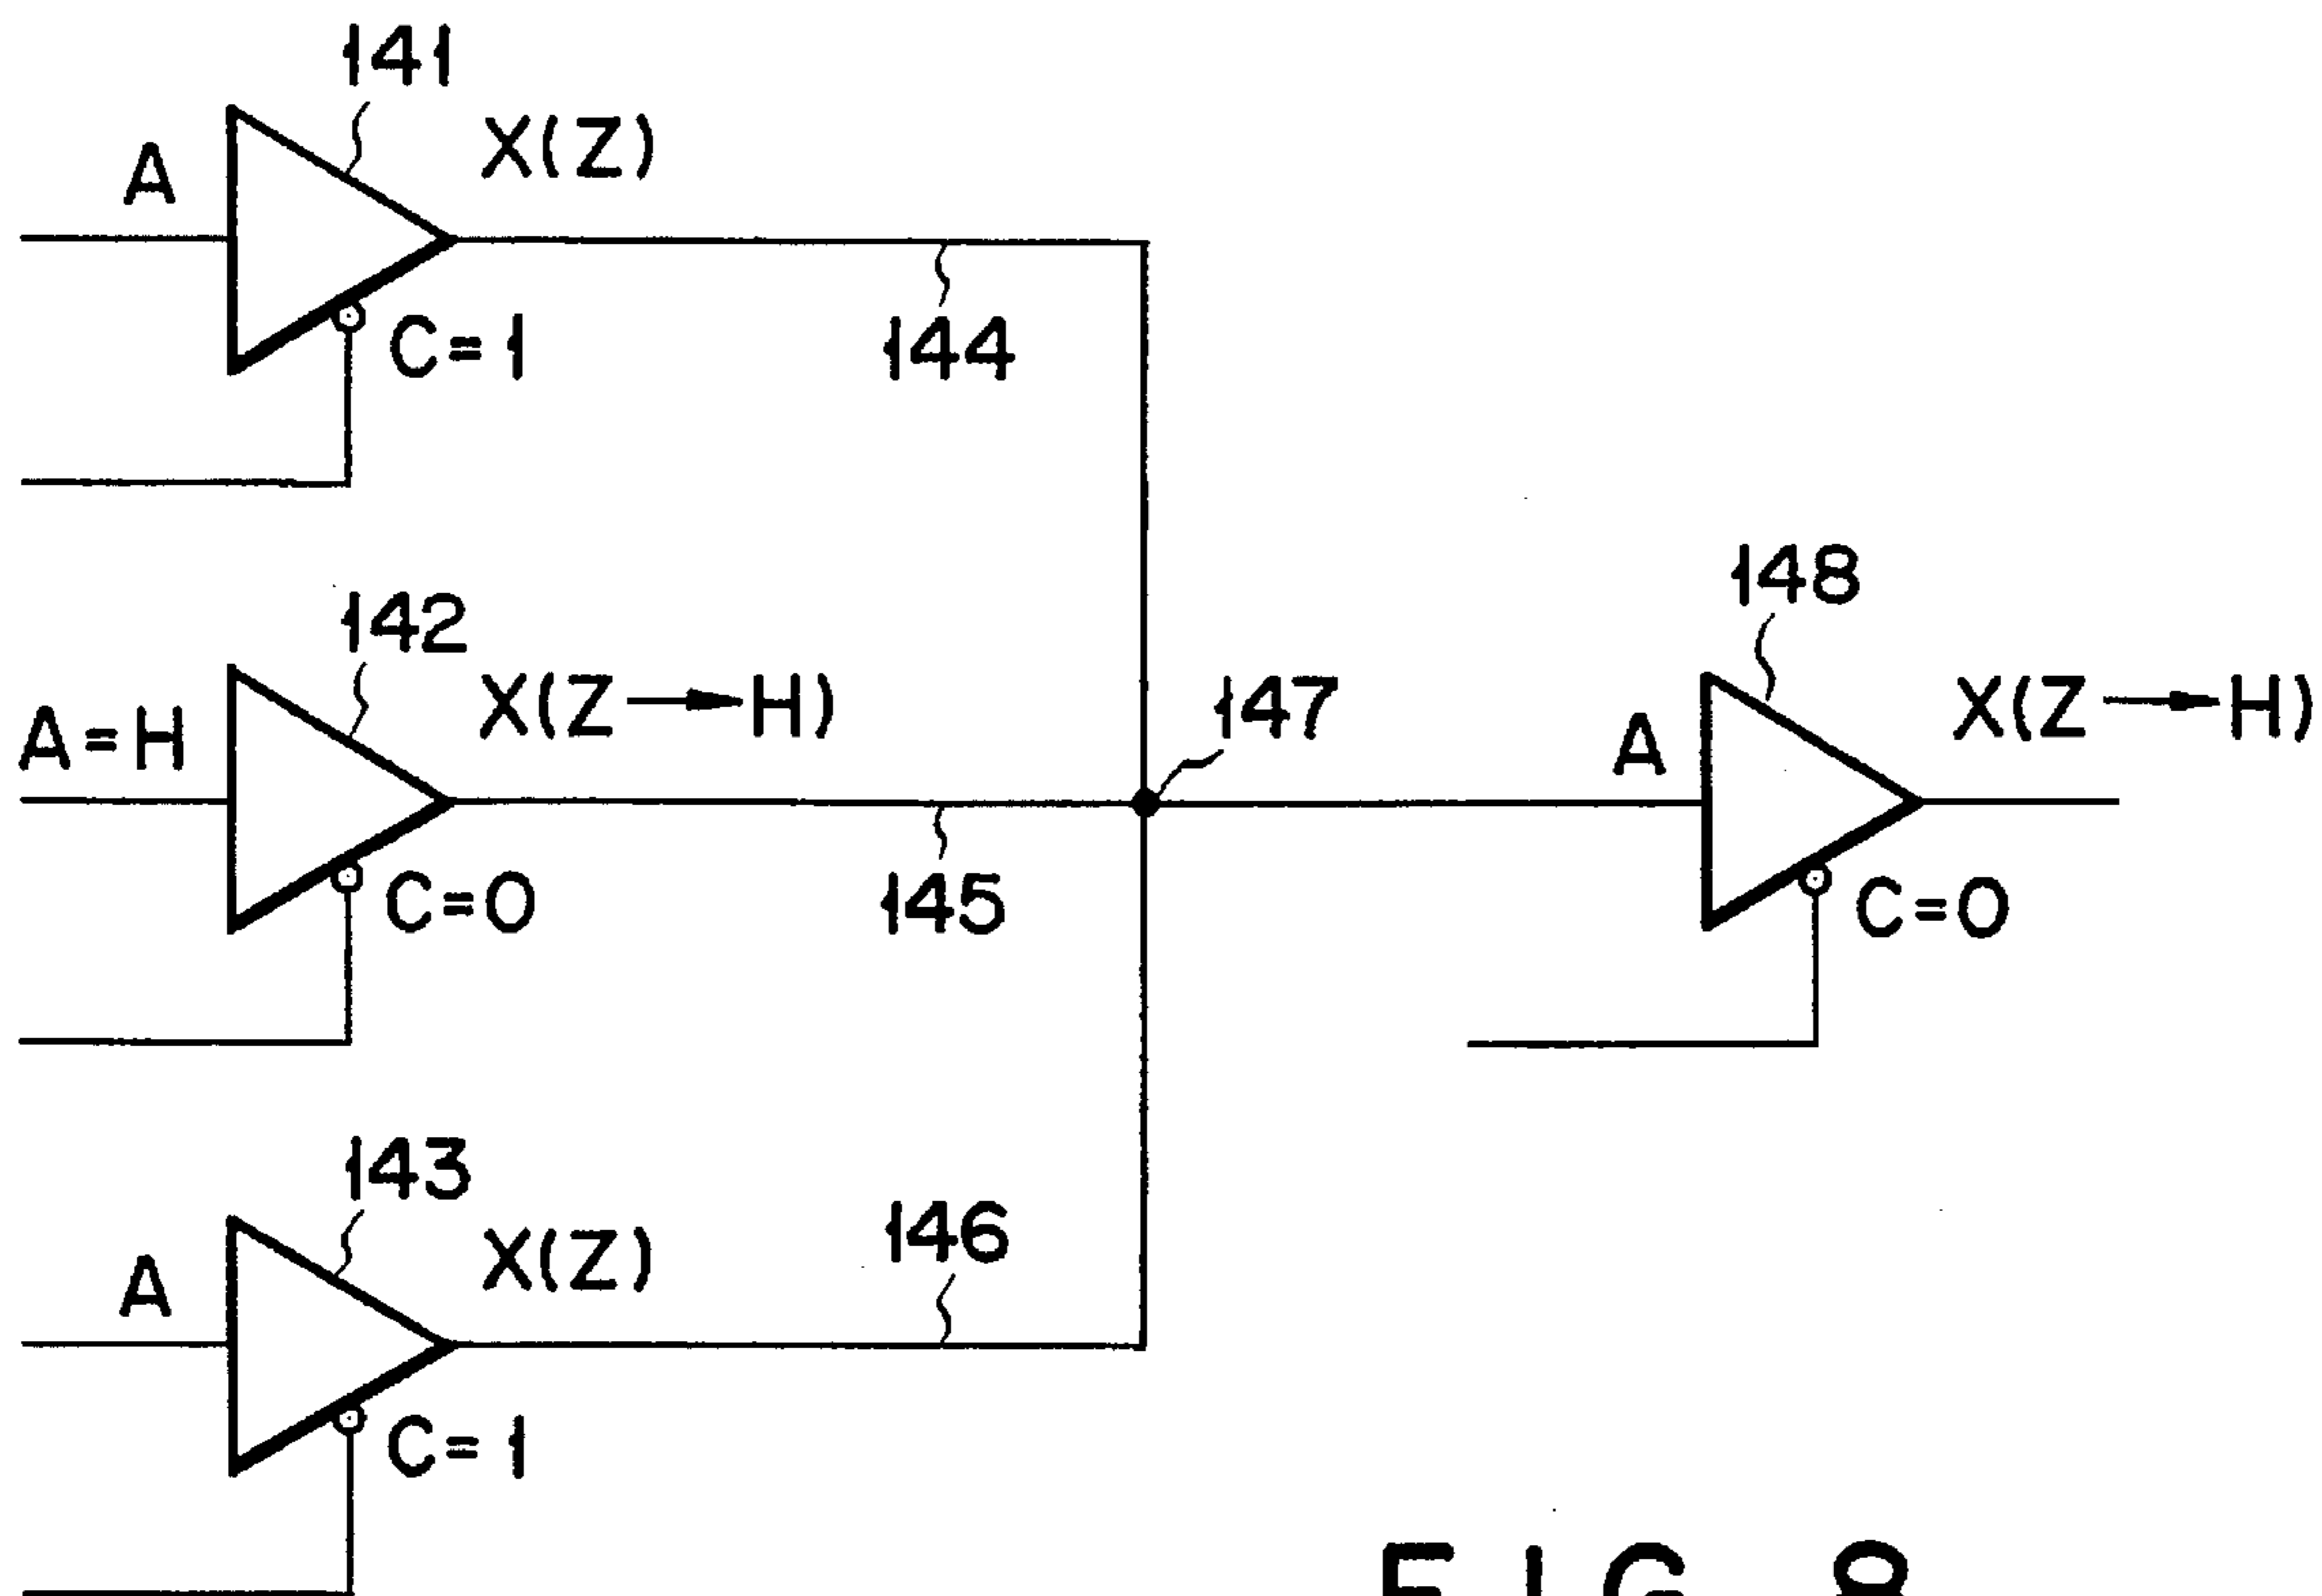 141
A
X(Z)
C=1
144
142
A=H
X(Z→H)
C=0
145
147
148
A
X(Z→H)
C=0
143
A
X(Z)
146
C=1
FIG. 8